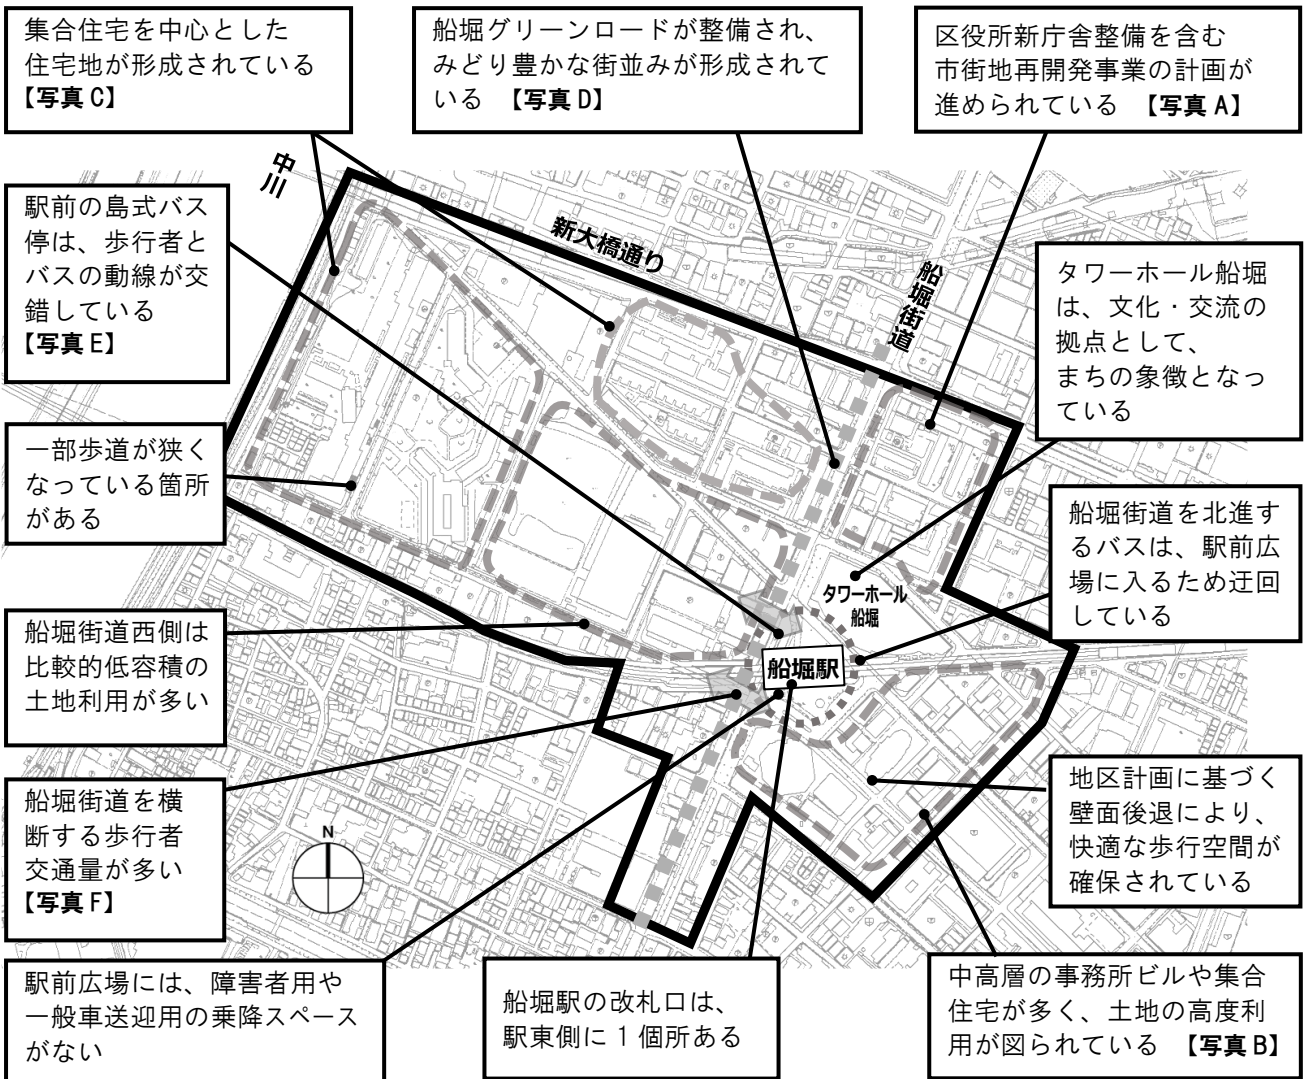 集合住宅を中心とした
住宅地が形成されている
【写真 C】
船堀グリーンロードが整備され、
みどり豊かな街並みが形成されて
いる　【写真 D】
区役所新庁舎整備を含む
市街地再開発事業の計画が
進められている　【写真 A】
中川
新大橋通り
船堀街道
駅前の島式バス
停は、歩行者と
バスの動線が交
錯している
【写真 E】
タワーホール船堀
は、文化・交流の
拠点として、
まちの象徴となっ
ている
一部歩道が狭く
なっている箇所
がある
船堀街道を北進す
るバスは、駅前広
場に入るため迂回
している
タワーホール
船堀
船堀駅
船堀街道西側は
比較的低容積の
土地利用が多い
地区計画に基づく
壁面後退により、
快適な歩行空間が
確保されている
船堀街道を横
断する歩行者
交通量が多い
【写真 F】
N
駅前広場には、障害者用や
一般車送迎用の乗降スペース
がない
船堀駅の改札口は、
駅東側に 1 個所ある
中高層の事務所ビルや集合
住宅が多く、土地の高度利
用が図られている　【写真 B】